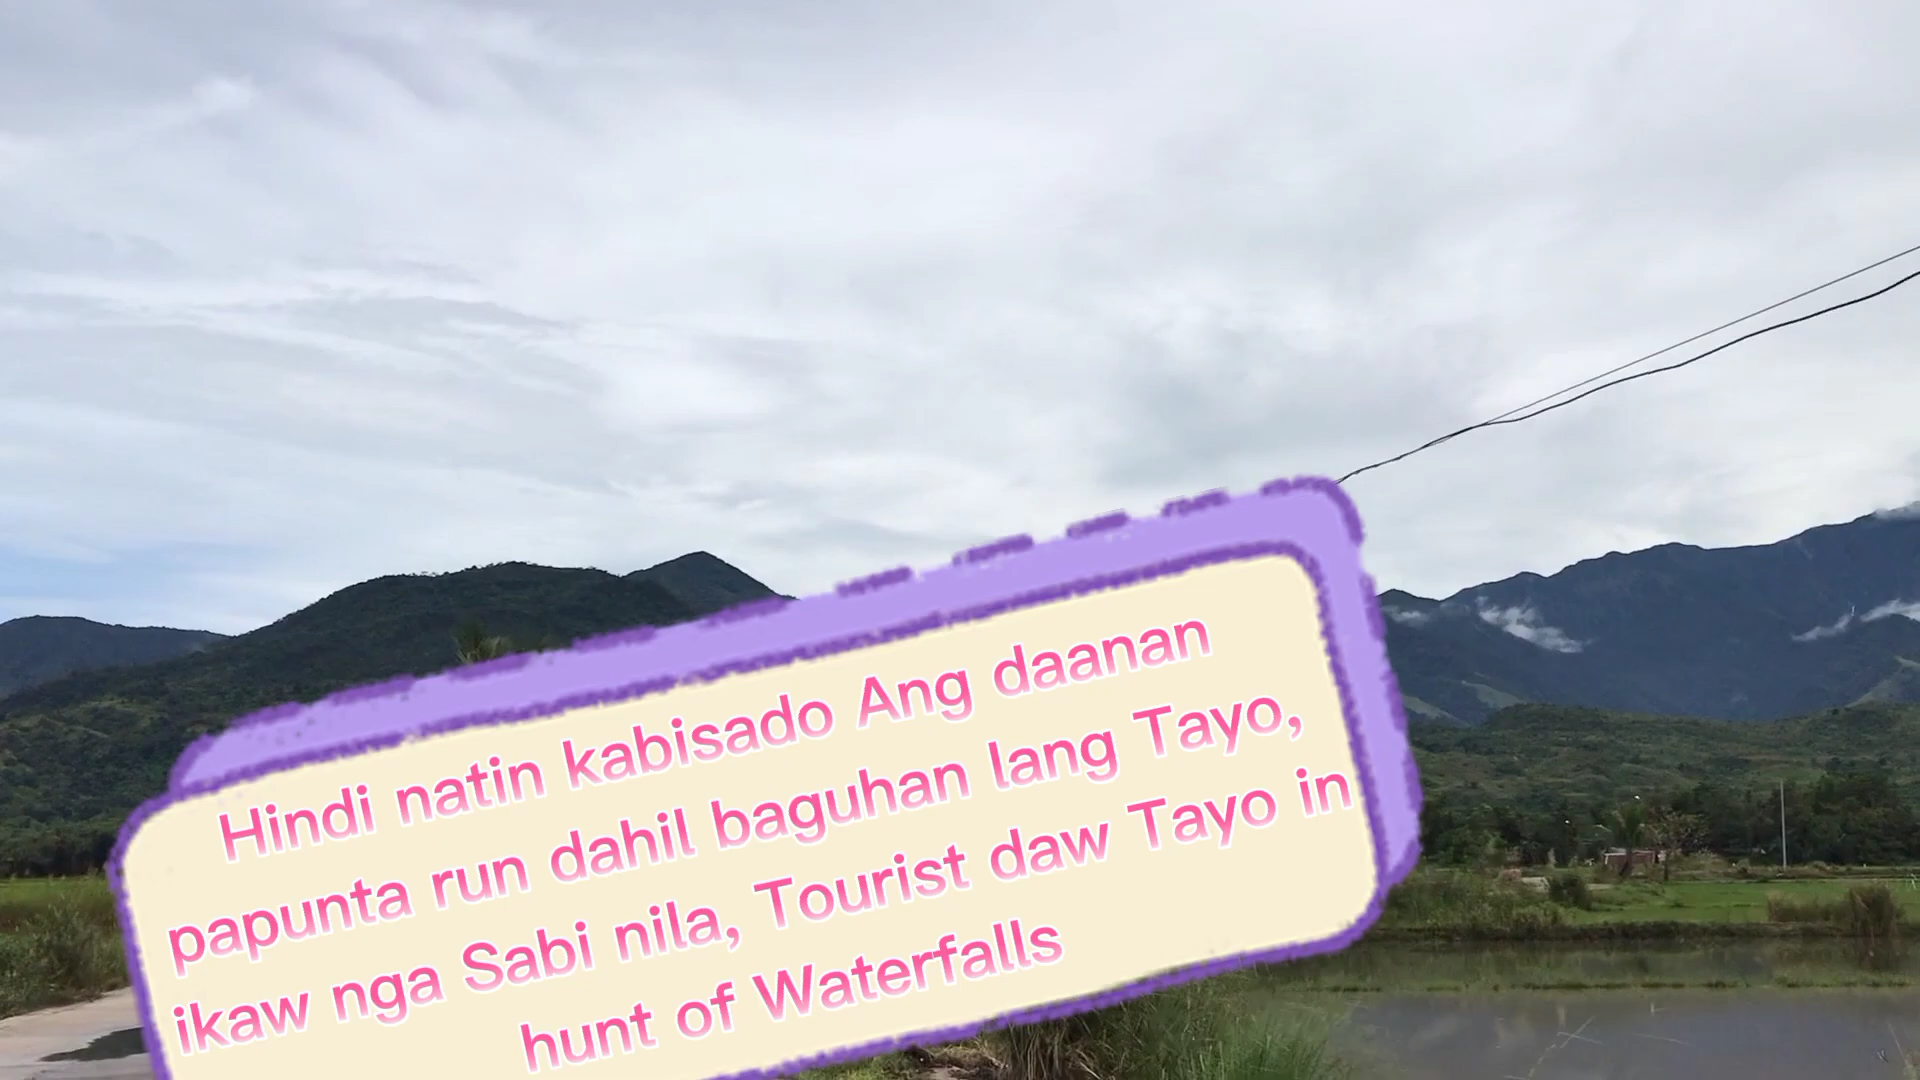 Hindi natin kabisado Ang daanan
papunta run dahil baguhan lang Tayo,
ikaw nga Sabi nila, Tourist daw Tayo in
hunt of Waterfalls